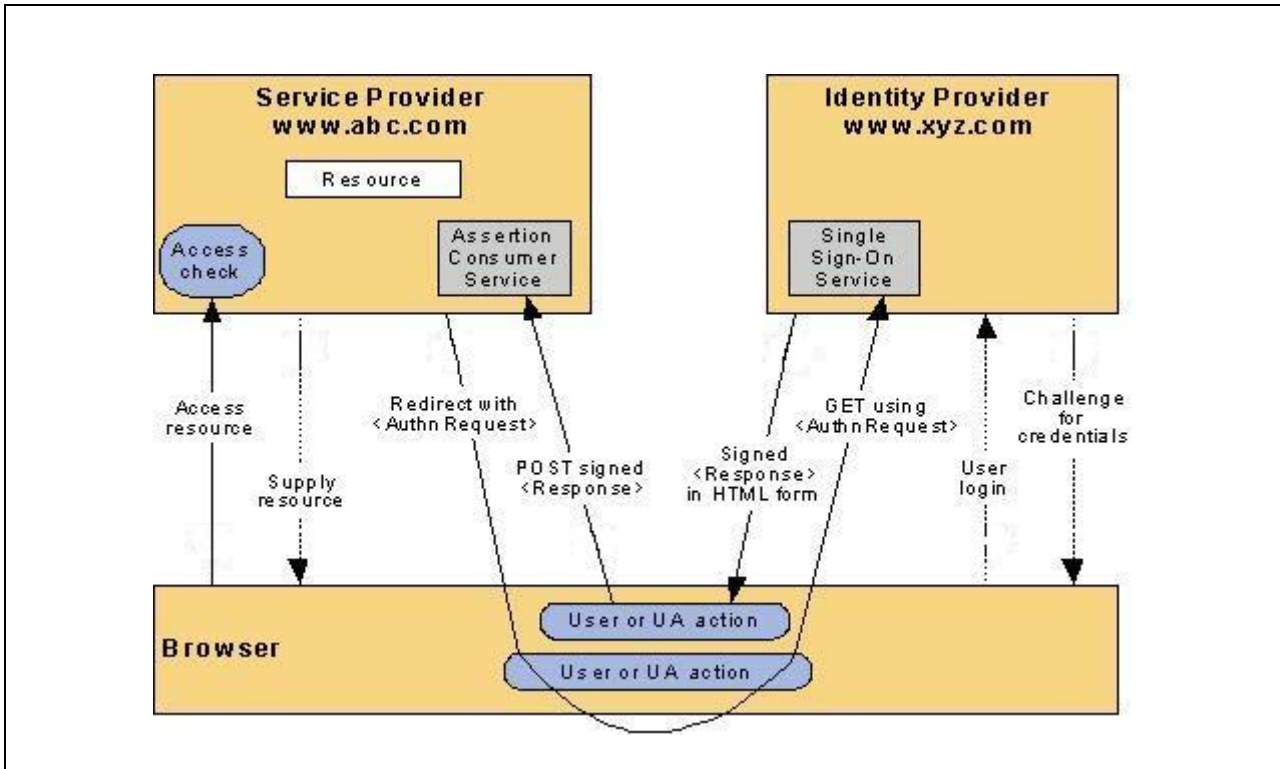 Service Provider
www.abc.com
Identity Provider
www.xyz.com
Resource
Access
check
Assertion
Consumer
Service
Single
Sign-On
Service
Access
resource
Supply
resource
Redirect with
<AuthnRequest>
POST signed
<Response>
Signed
<Response>
in HTML form
GET using
<AuthnRequest>
User
login
Challenge
for
credentials
Browser
User or UA action
User or UA action